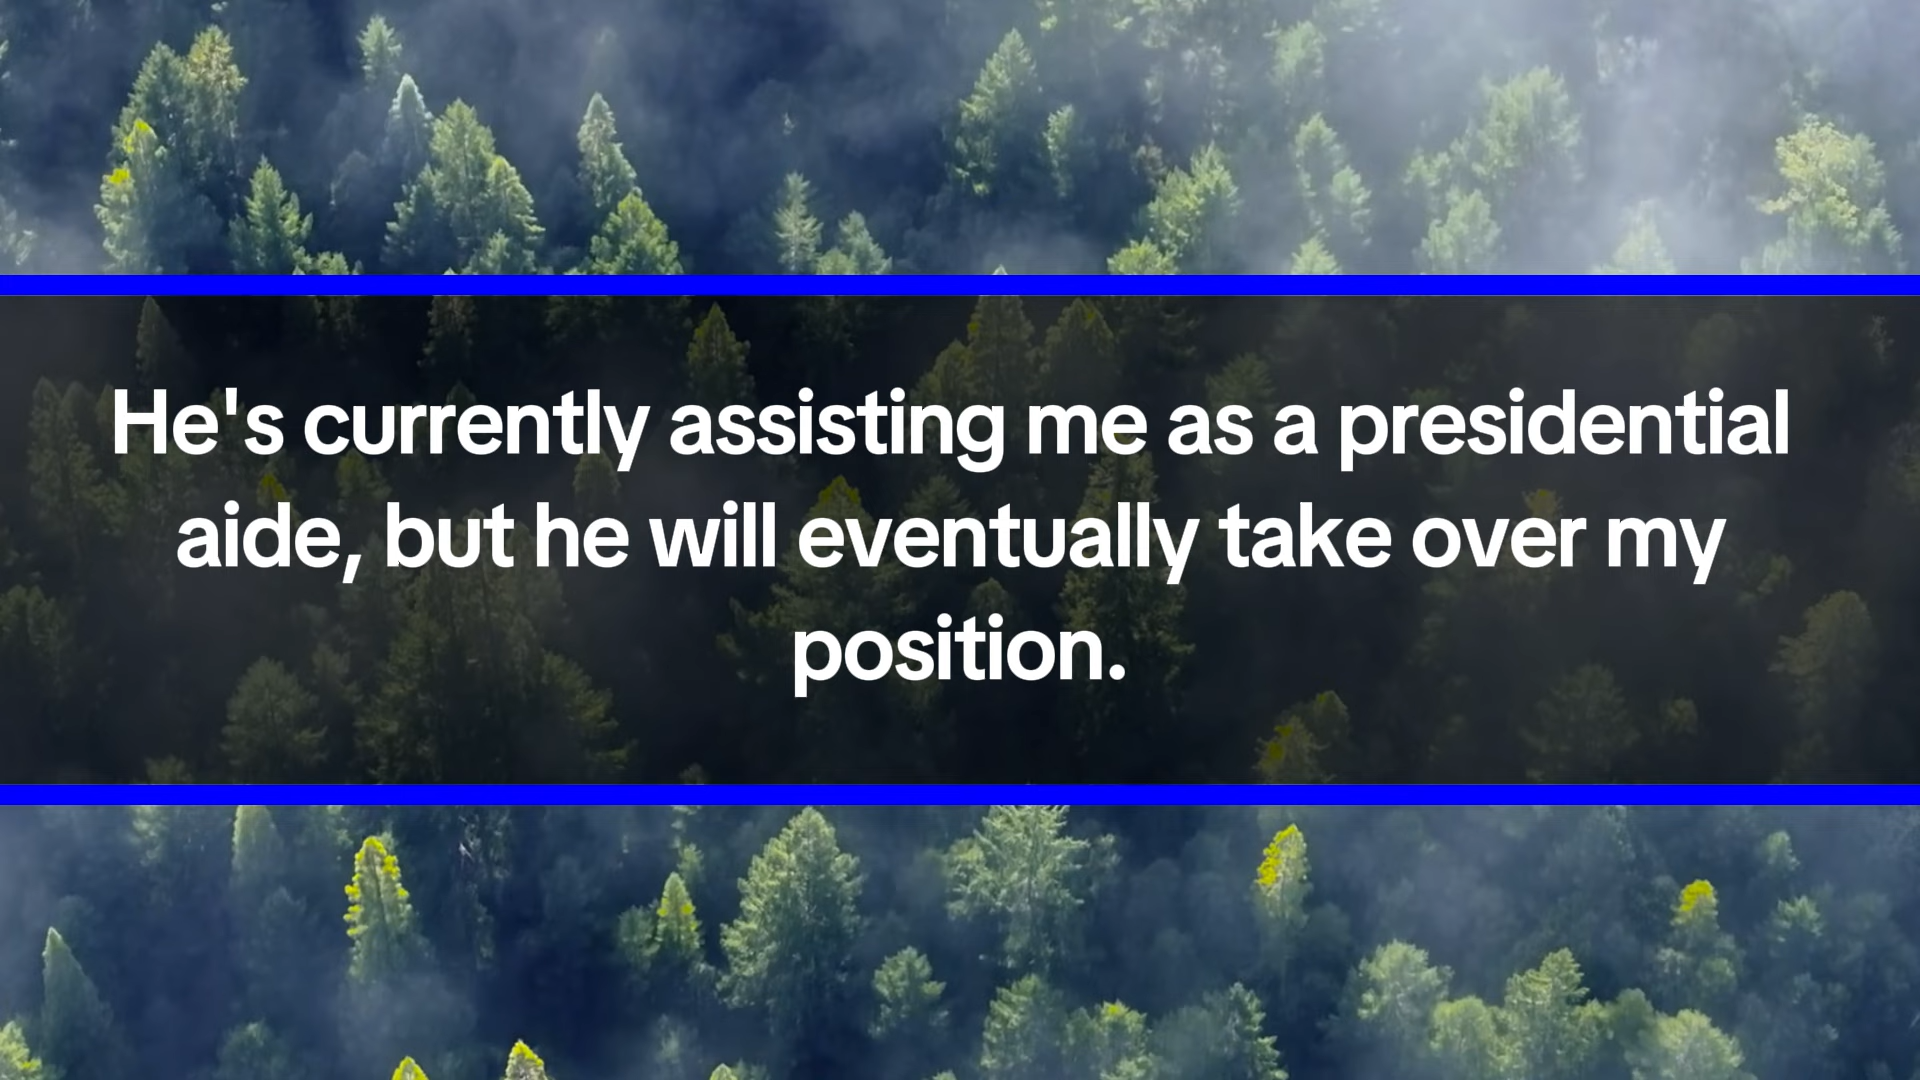 He's currently assisting me as a presidential
aide, but he will eventually take over my
position.